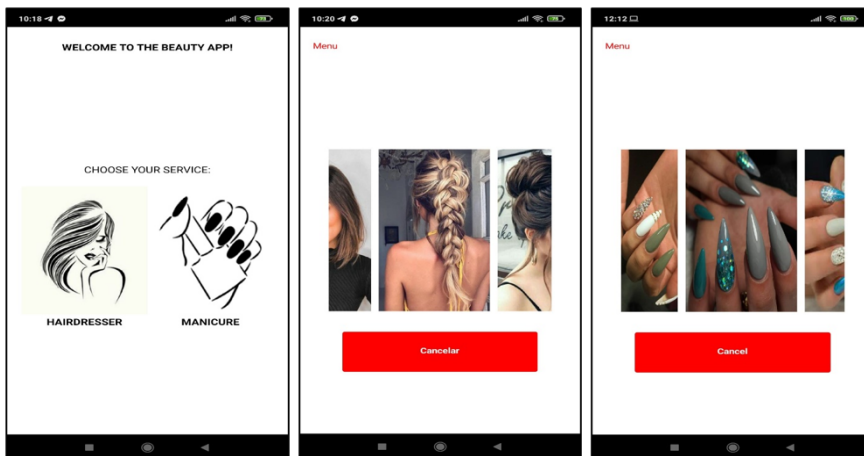 10:18
WELCOME TO THE BEAUTY APP!
CHOOSE YOUR SERVICE:
HAIRDRESSER
MANICURE
10:20
Menu
Cancelar
12:12
Menu
Cancel